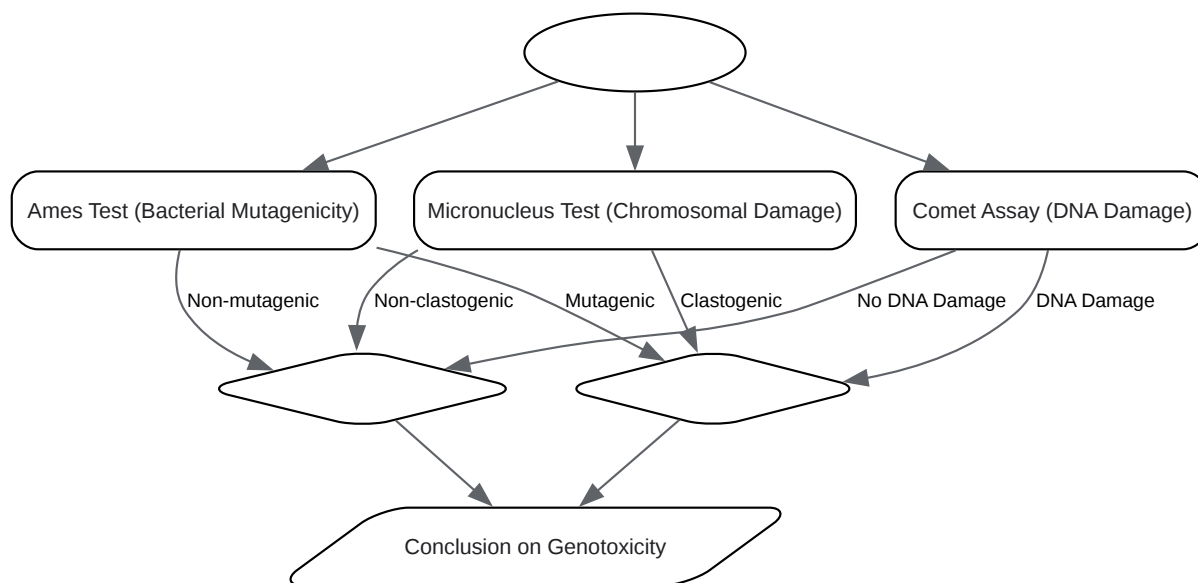 Ames Test (Bacterial Mutagenicity)
Micronucleus Test (Chromosomal Damage)
Comet Assay (DNA Damage)
Non-mutagenic
Non-clastogenic
Mutagenic
Clastogenic
No DNA Damage
DNA Damage
Conclusion on Genotoxicity